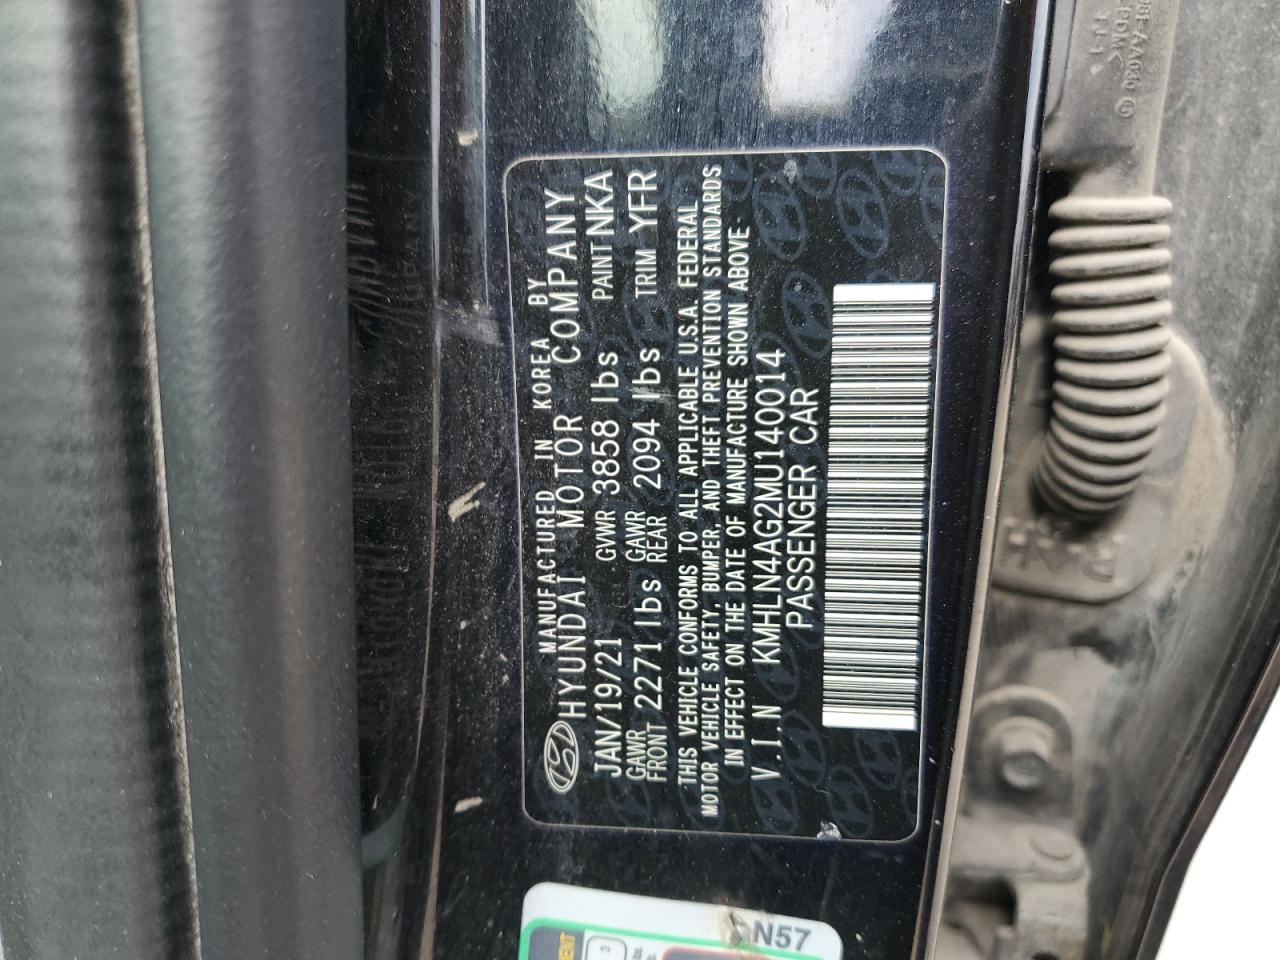 MANUFACTURED IN KOREA BY
HYUNDAI MOTOR COMPANY
JAN/19/21 GVWR 3858 lbs PAINT NKA
GAWR FRONT 2271 lbs GAWR REAR 2094 lbs TRIM YFR
THIS VEHICLE CONFORMS TO ALL APPLICABLE U.S.A. FEDERAL
MOTOR VEHICLE SAFETY, BUMPER, AND THEFT PREVENTION STANDARDS
IN EFFECT ON THE DATE OF MANUFACTURE SHOWN ABOVE.
V.I.N KMHLN4AG2MU140014
PASSENGER CAR
N57